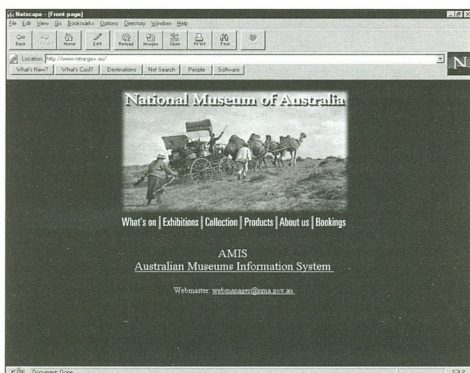 Netscape - [Front page]
File Edit View Go Bookmarks Options Directory Window Help
Back Home Edit Reload Images Open Print Find
Location: http://www.nma.gov.au/
What's New? What's Cool? Destinations Net Search People Software
N
National Museum of Australia
What's on | Exhibitions | Collection | Products | About us | Bookings
AMIS
Australian Museums Information System
Webmaster: webmanager@nma.gov.au
Document: Done